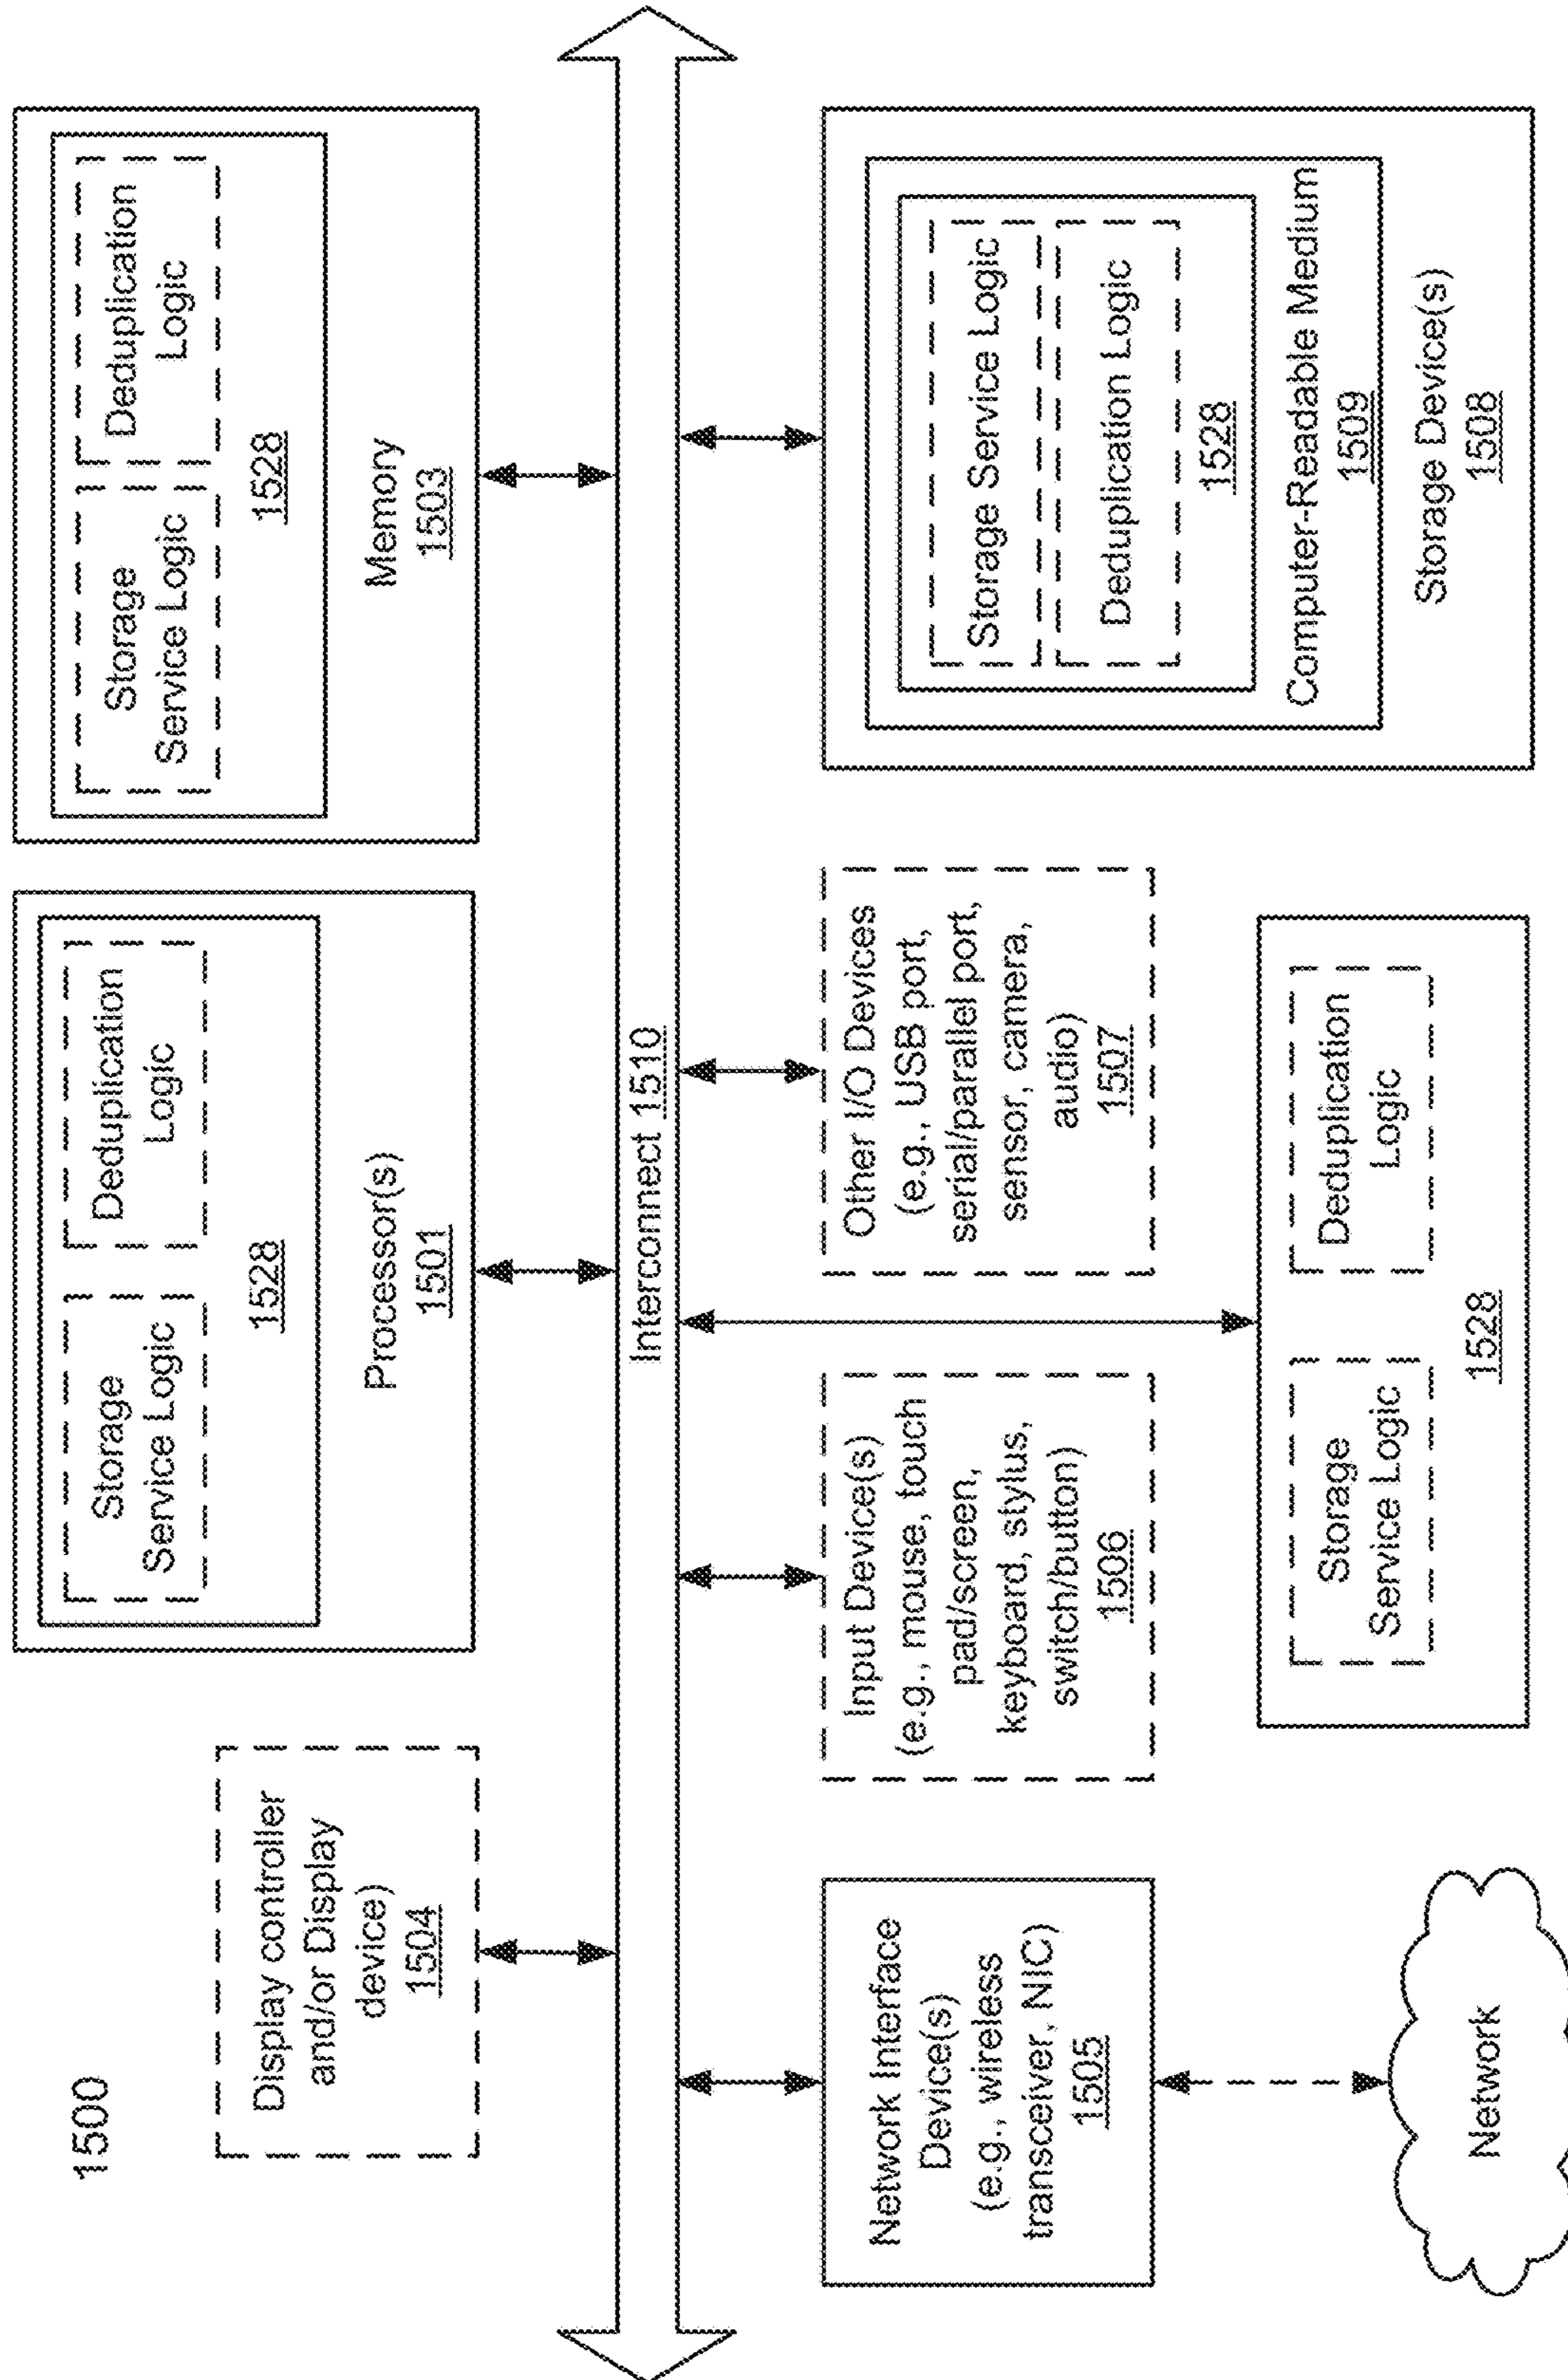 1500
Display controller
and/or Display
device)
1504
Storage
Service Logic
Deduplication
Logic
1528
Processor(s)
1501
Storage
Service Logic
Deduplication
Logic
1528
Memory
1503
Interconnect 1510
Network Interface
Device(s)
(e.g., wireless
transceiver, NIC)
1505
Network
Input Device(s)
(e.g., mouse, touch
pad/screen,
keyboard, stylus,
switch/button)
1506
Other I/O Devices
(e.g., USB port,
serial/parallel port,
sensor, camera,
audio)
1507
Storage
Service Logic
Deduplication
Logic
1528
Storage Service Logic
Deduplication Logic
1528
Computer-Readable Medium
1509
Storage Device(s)
1508